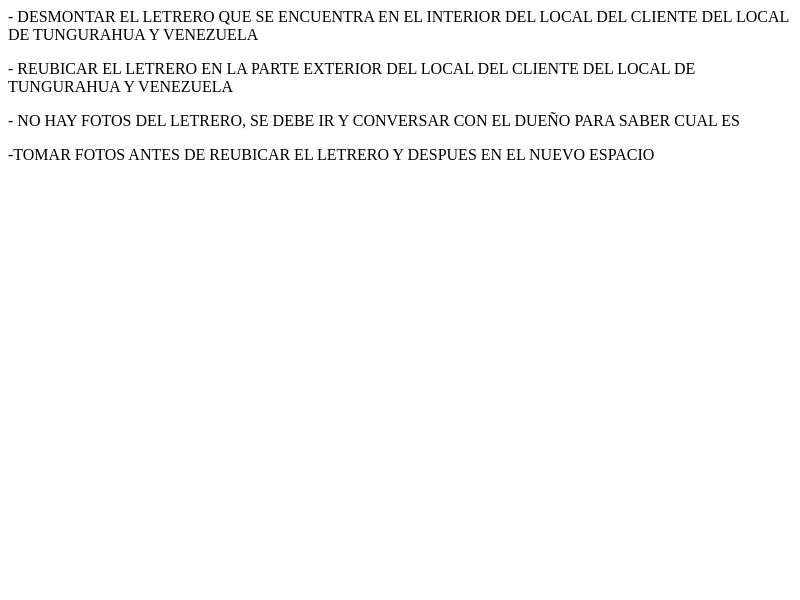 - DESMONTAR EL LETRERO QUE SE ENCUENTRA EN EL INTERIOR DEL LOCAL DEL CLIENTE DEL LOCAL
DE TUNGURAHUA Y VENEZUELA
- REUBICAR EL LETRERO EN LA PARTE EXTERIOR DEL LOCAL DEL CLIENTE DEL LOCAL DE
TUNGURAHUA Y VENEZUELA
- NO HAY FOTOS DEL LETRERO, SE DEBE IR Y CONVERSAR CON EL DUEÑO PARA SABER CUAL ES
-TOMAR FOTOS ANTES DE REUBICAR EL LETRERO Y DESPUES EN EL NUEVO ESPACIO